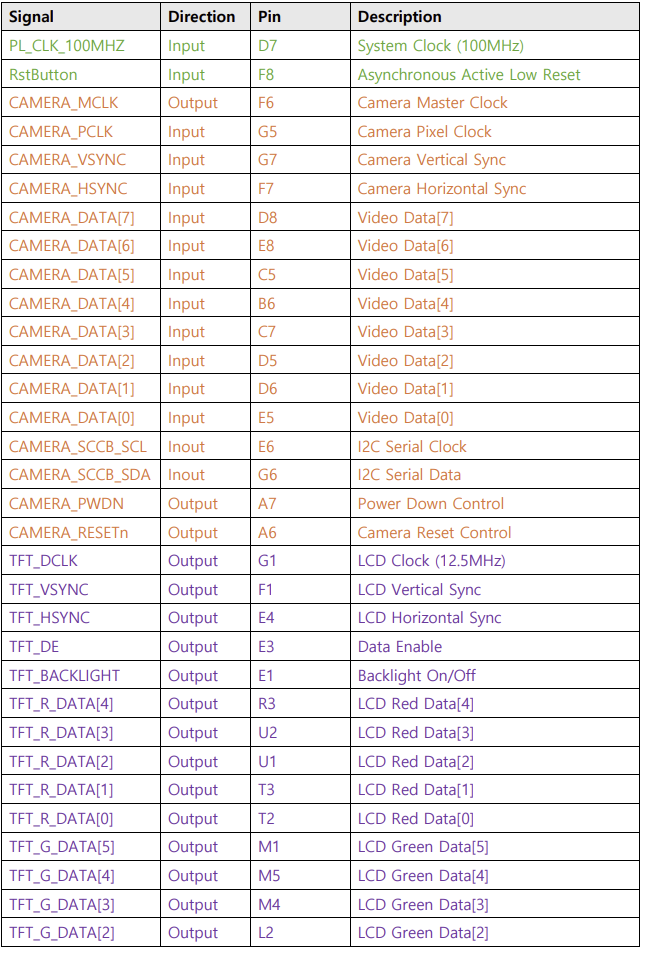 Signal Direction Pin Description
PL_CLK_100MHZ Input D7 System Clock (100MHz)
RstButton Input F8 Asynchronous Active Low Reset
CAMERA_MCLK Output F6 Camera Master Clock
CAMERA_PCLK Input G5 Camera Pixel Clock
CAMERA_VSYNC Input G7 Camera Vertical Sync
CAMERA_HSYNC Input F7 Camera Horizontal Sync
CAMERA_DATA[7] Input D8 Video Data[7]
CAMERA_DATA[6] Input E8 Video Data[6]
CAMERA_DATA[5] Input C5 Video Data[5]
CAMERA_DATA[4] Input B6 Video Data[4]
CAMERA_DATA[3] Input C7 Video Data[3]
CAMERA_DATA[2] Input D5 Video Data[2]
CAMERA_DATA[1] Input D6 Video Data[1]
CAMERA_DATA[0] Input E5 Video Data[0]
CAMERA_SCCB_SCL Inout E6 I2C Serial Clock
CAMERA_SCCB_SDA Inout G6 I2C Serial Data
CAMERA_PWDN Output A7 Power Down Control
CAMERA_RESETn Output A6 Camera Reset Control
TFT_DCLK Output G1 LCD Clock (12.5MHz)
TFT_VSYNC Output F1 LCD Vertical Sync
TFT_HSYNC Output E4 LCD Horizontal Sync
TFT_DE Output E3 Data Enable
TFT_BACKLIGHT Output E1 Backlight On/Off
TFT_R_DATA[4] Output R3 LCD Red Data[4]
TFT_R_DATA[3] Output U2 LCD Red Data[3]
TFT_R_DATA[2] Output U1 LCD Red Data[2]
TFT_R_DATA[1] Output T3 LCD Red Data[1]
TFT_R_DATA[0] Output T2 LCD Red Data[0]
TFT_G_DATA[5] Output M1 LCD Green Data[5]
TFT_G_DATA[4] Output M5 LCD Green Data[4]
TFT_G_DATA[3] Output M4 LCD Green Data[3]
TFT_G_DATA[2] Output L2 LCD Green Data[2]